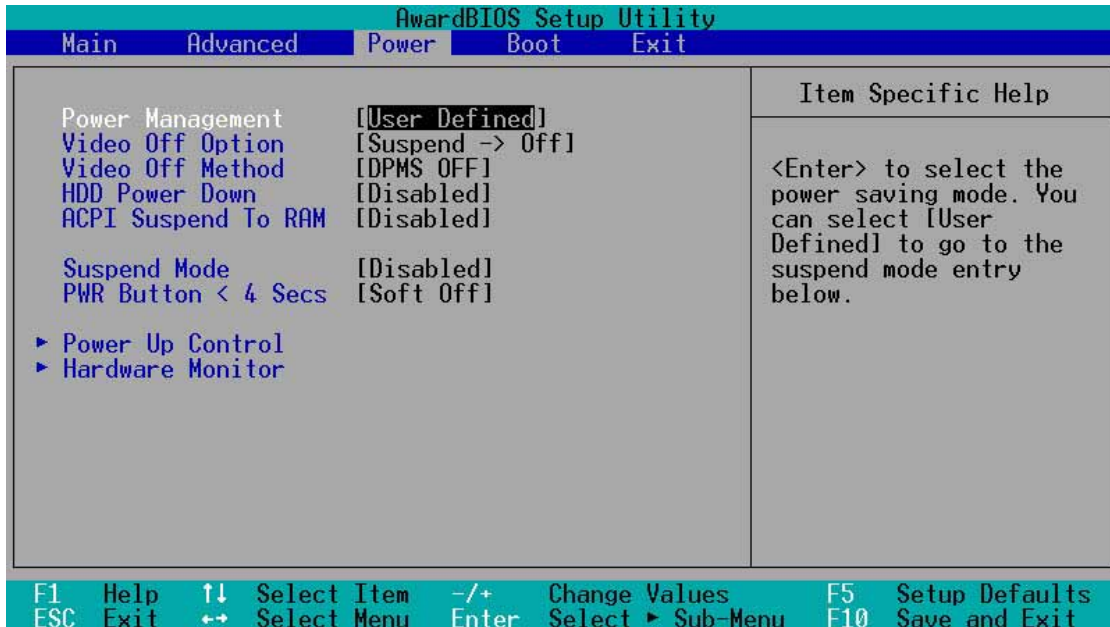 AwardBIOS Setup Utility
Main Advanced Power Boot Exit
Power Management [User Defined]
Video Off Option [Suspend -> Off]
Video Off Method [DPMS OFF]
HDD Power Down [Disabled]
ACPI Suspend To RAM [Disabled]
Suspend Mode [Disabled]
PWR Button < 4 Secs [Soft Off]
► Power Up Control
► Hardware Monitor
Item Specific Help
<Enter> to select the
power saving mode. You
can select [User
Defined] to go to the
suspend mode entry
below.
F1 Help ↑↓ Select Item -/+ Change Values F5 Setup Defaults
ESC Exit ←→ Select Menu Enter Select ► Sub-Menu F10 Save and Exit